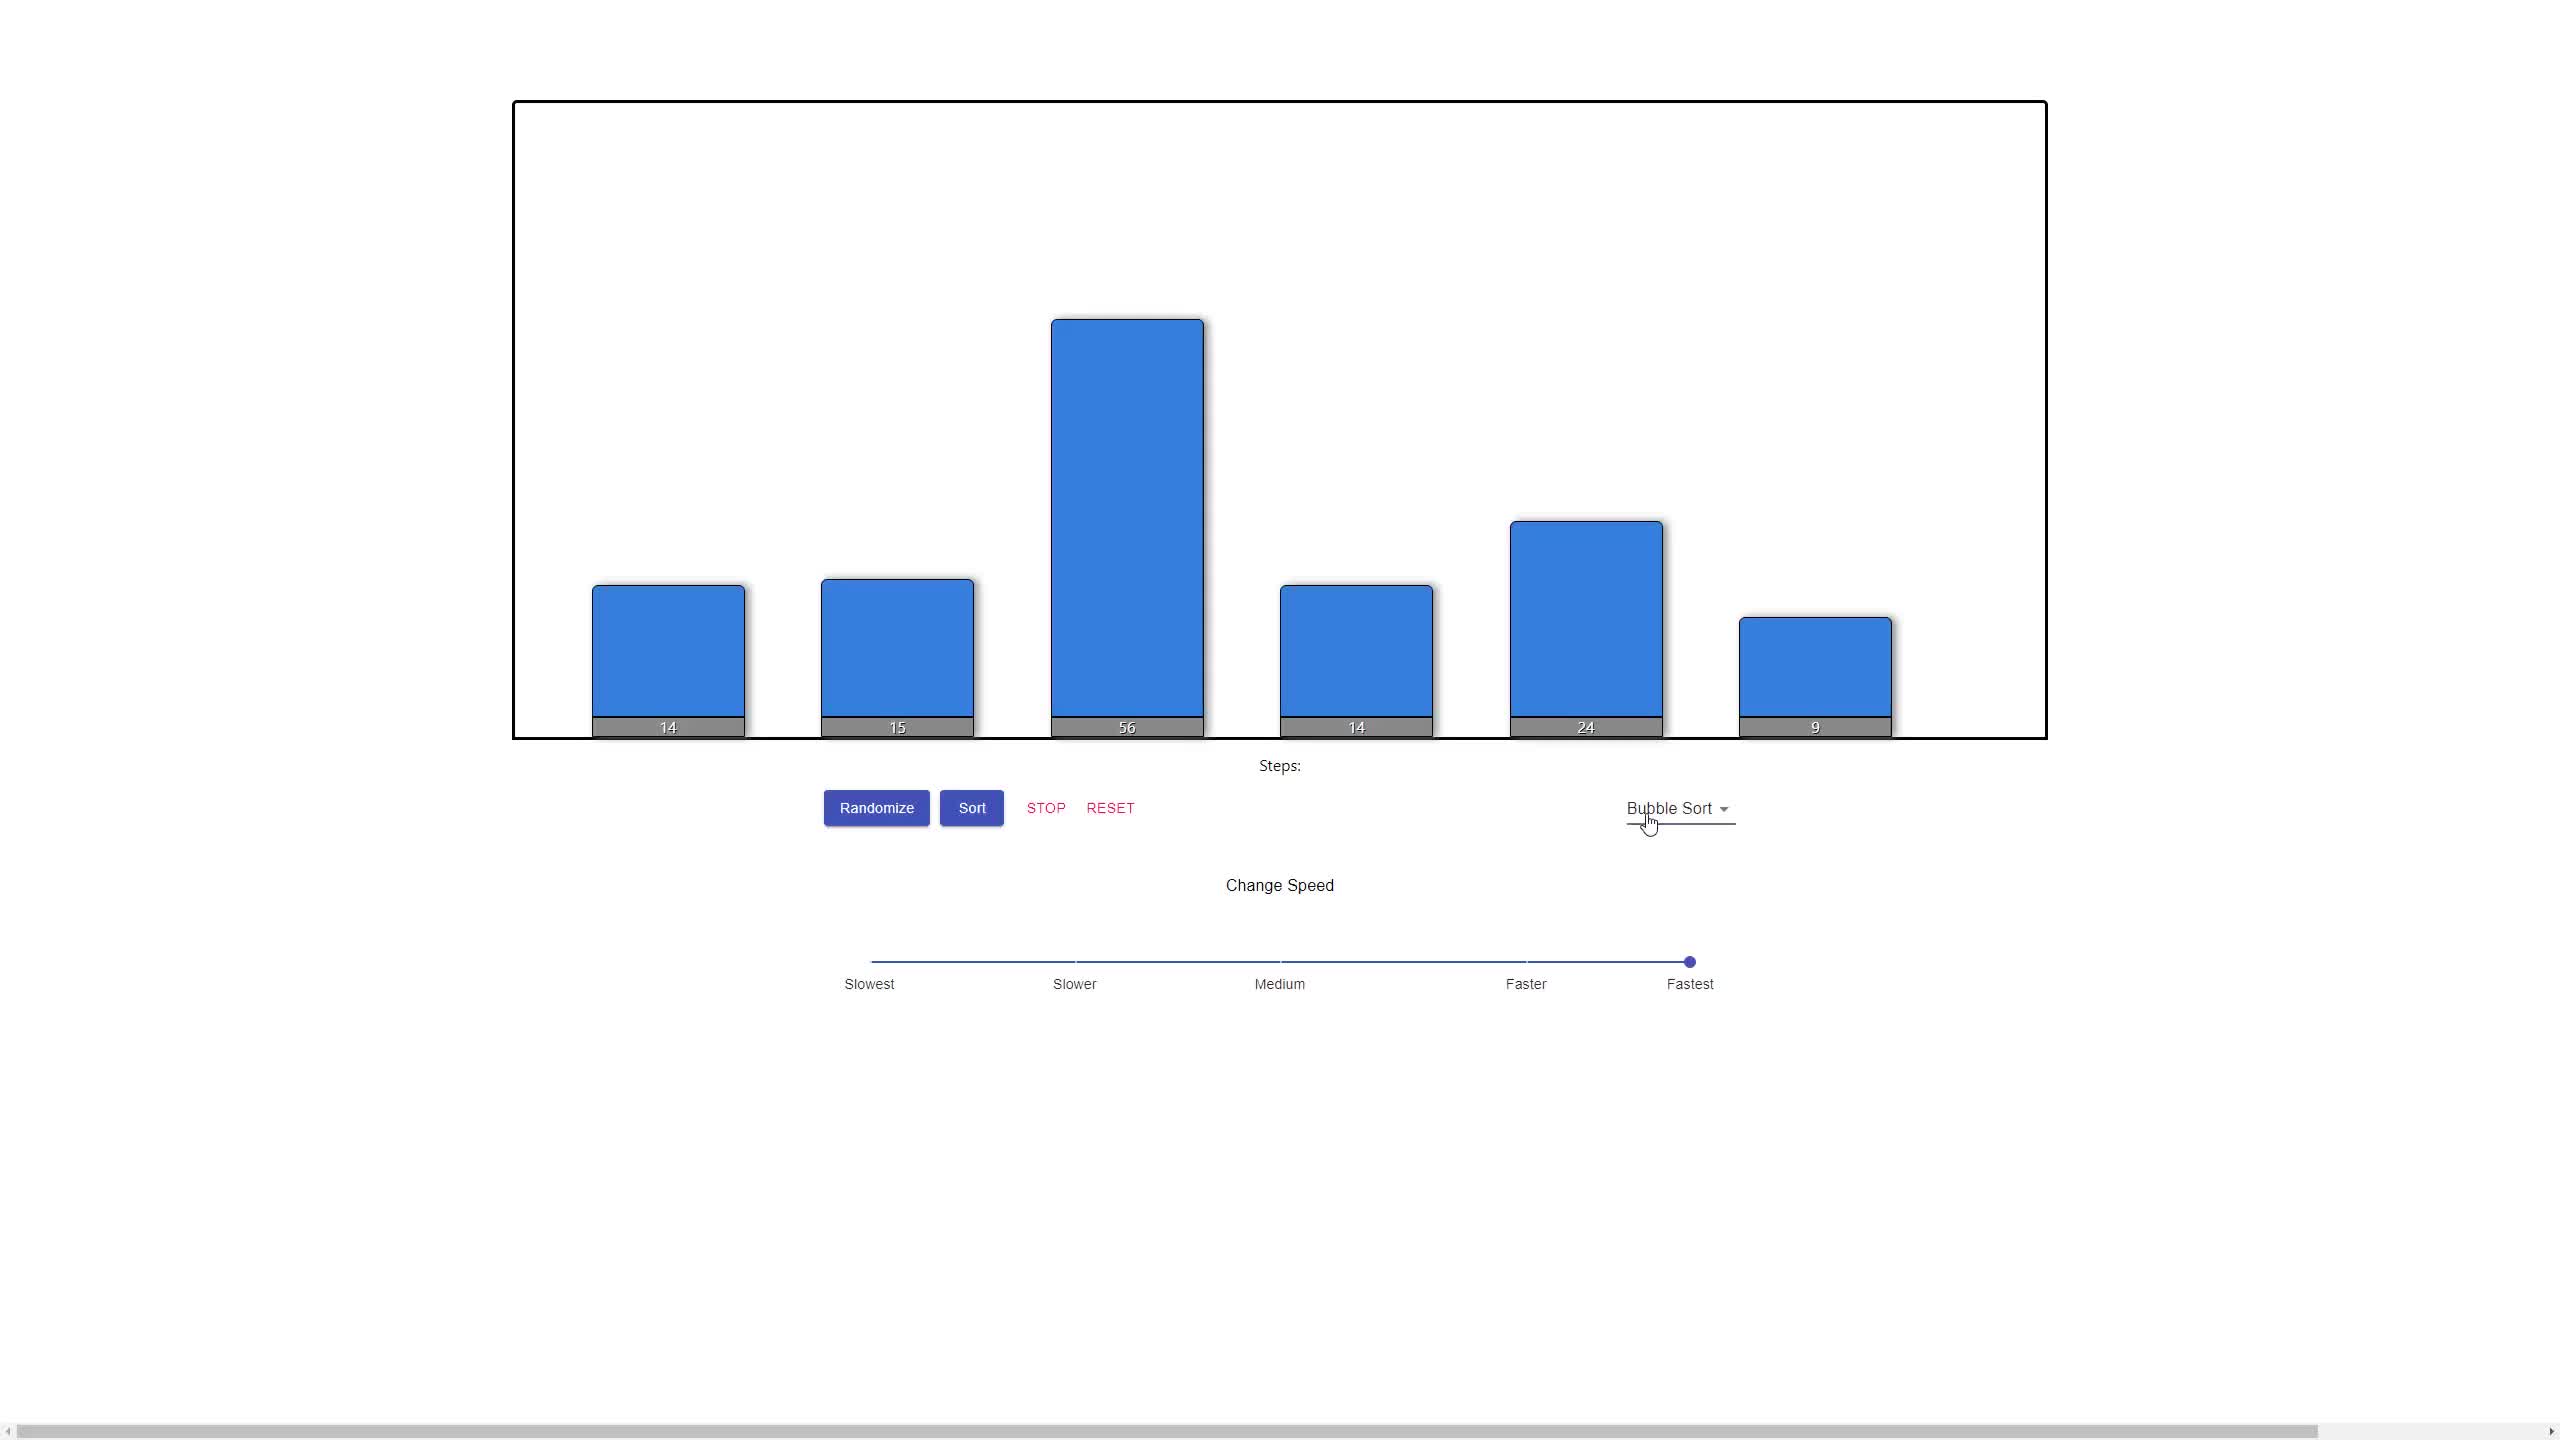 14 15 56 14 24 9
Steps:
Randomize Sort STOP RESET Bubble Sort
Change Speed
Slowest Slower Medium Faster Fastest